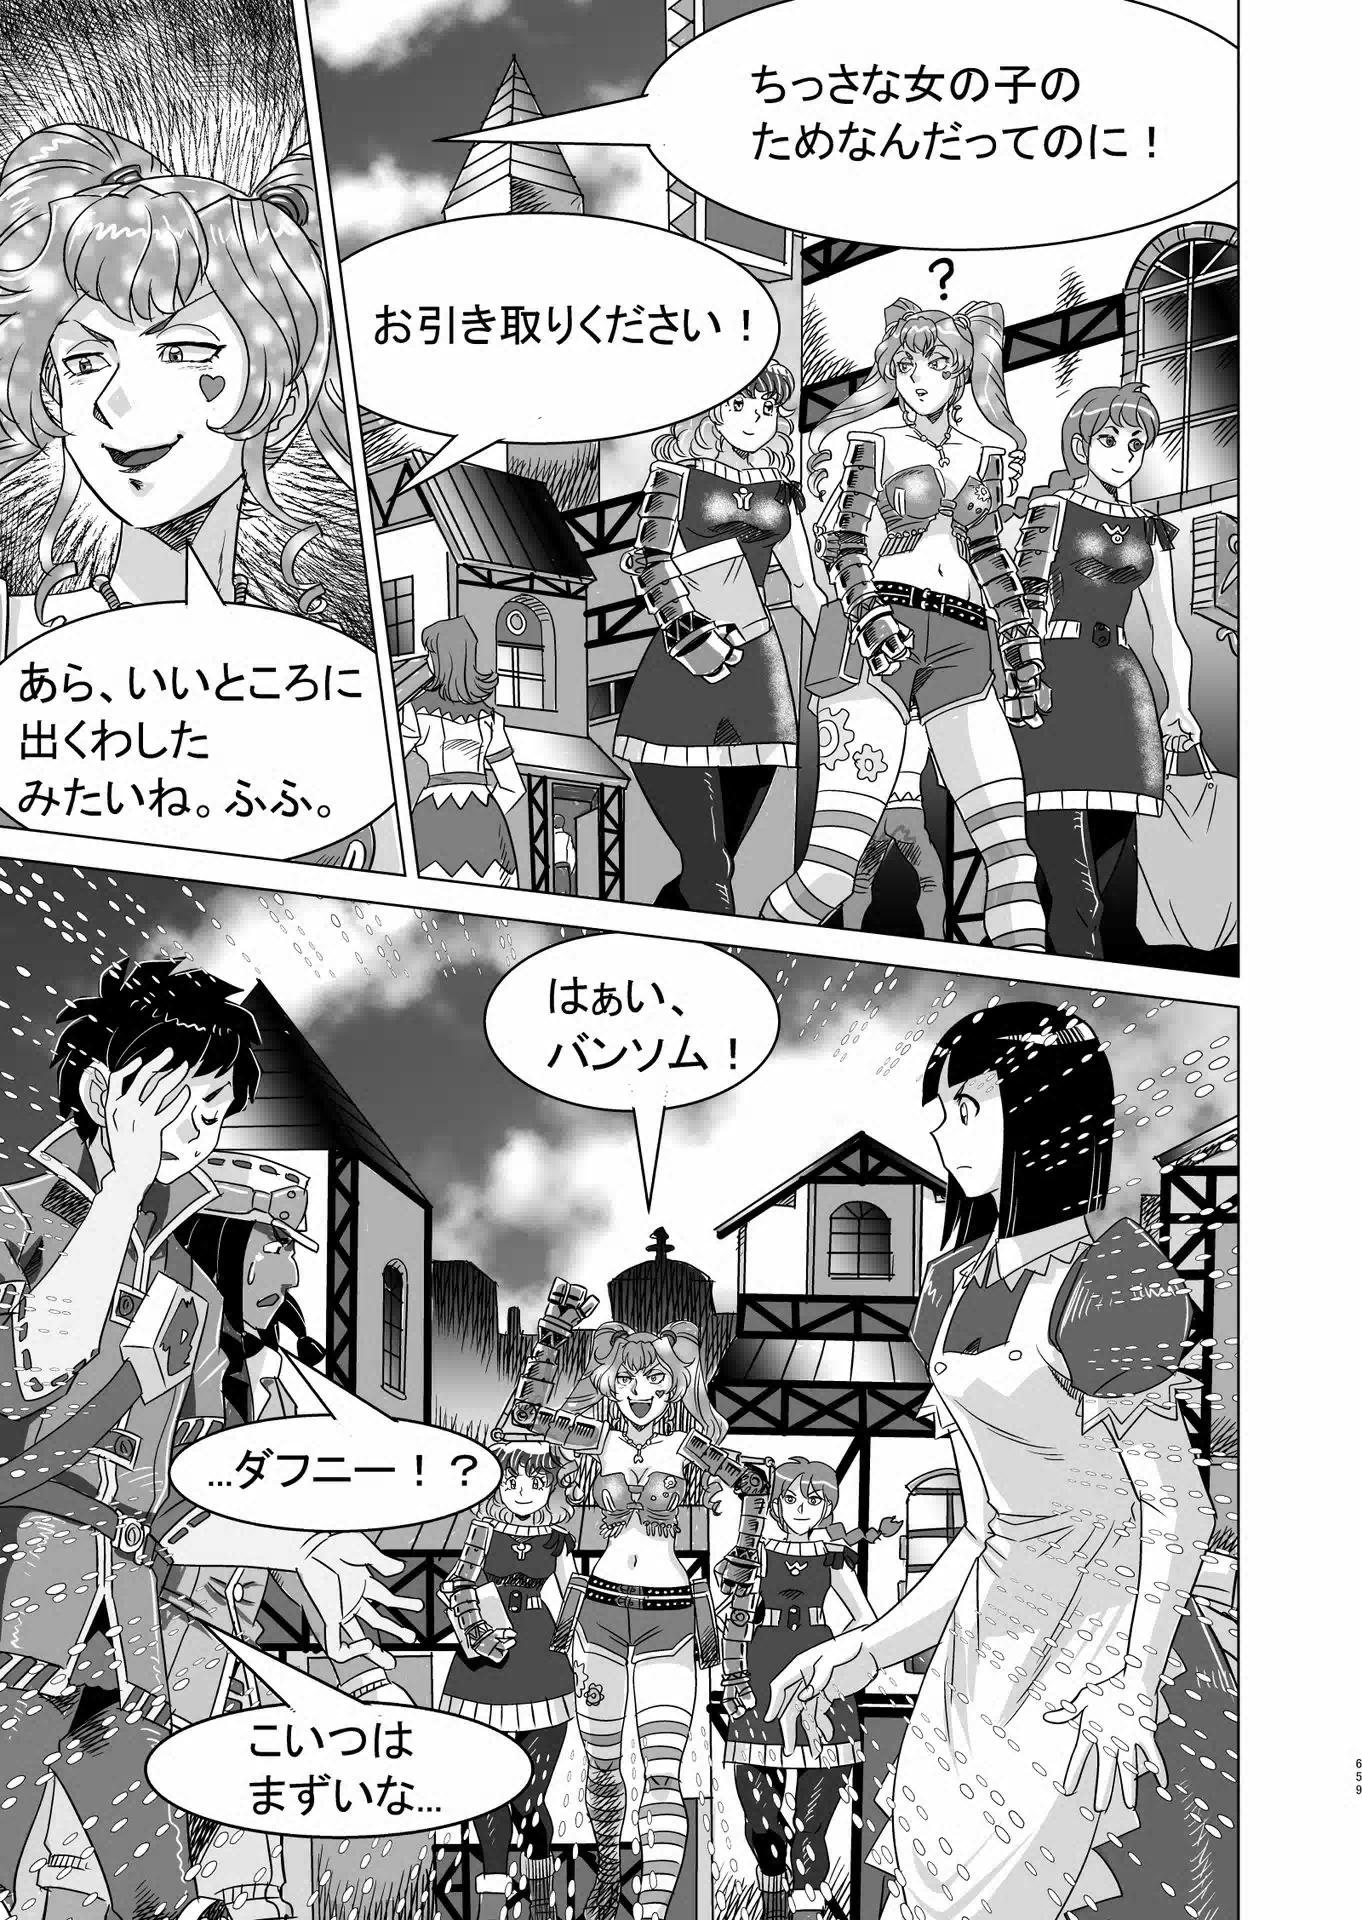 ちっさな女の子の
ためなんだってのに！
お引き取りください！
?
あら、いいところに
出くわした
みたいね。ふふ。
はぁい、
バンソム！
...ダフニー！？
こいつは
まずいな...
659